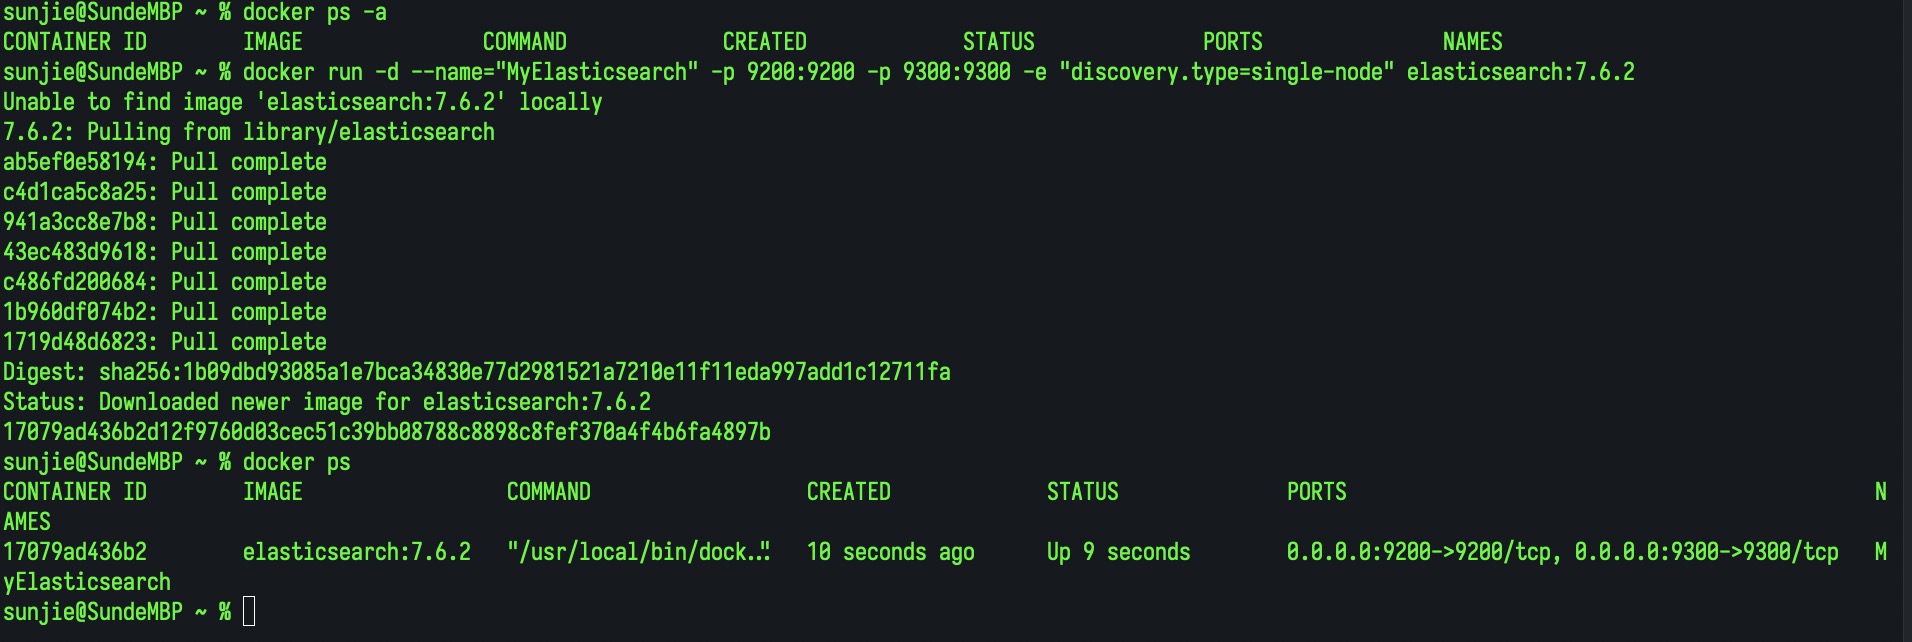 sunjie@SundeMBP ~ % docker ps -a
CONTAINER ID        IMAGE               COMMAND             CREATED             STATUS              PORTS               NAMES
sunjie@SundeMBP ~ % docker run -d --name="MyElasticsearch" -p 9200:9200 -p 9300:9300 -e "discovery.type=single-node" elasticsearch:7.6.2
Unable to find image 'elasticsearch:7.6.2' locally
7.6.2: Pulling from library/elasticsearch
ab5ef0e58194: Pull complete
c4d1ca5c8a25: Pull complete
941a3cc8e7b8: Pull complete
43ec483d9618: Pull complete
c486fd200684: Pull complete
1b960df074b2: Pull complete
1719d48d6823: Pull complete
Digest: sha256:1b09dbd93085a1e7bca34830e77d2981521a7210e11f11eda997add1c12711fa
Status: Downloaded newer image for elasticsearch:7.6.2
17079ad436b2d12f9760d03cec51c39bb08788c8898c8fef370a4f4b6fa4897b
sunjie@SundeMBP ~ % docker ps
CONTAINER ID        IMAGE                 COMMAND                  CREATED             STATUS              PORTS                                            N
AMES
17079ad436b2        elasticsearch:7.6.2   "/usr/local/bin/dock…"   10 seconds ago      Up 9 seconds        0.0.0.0:9200->9200/tcp, 0.0.0.0:9300->9300/tcp   M
yElasticsearch
sunjie@SundeMBP ~ %